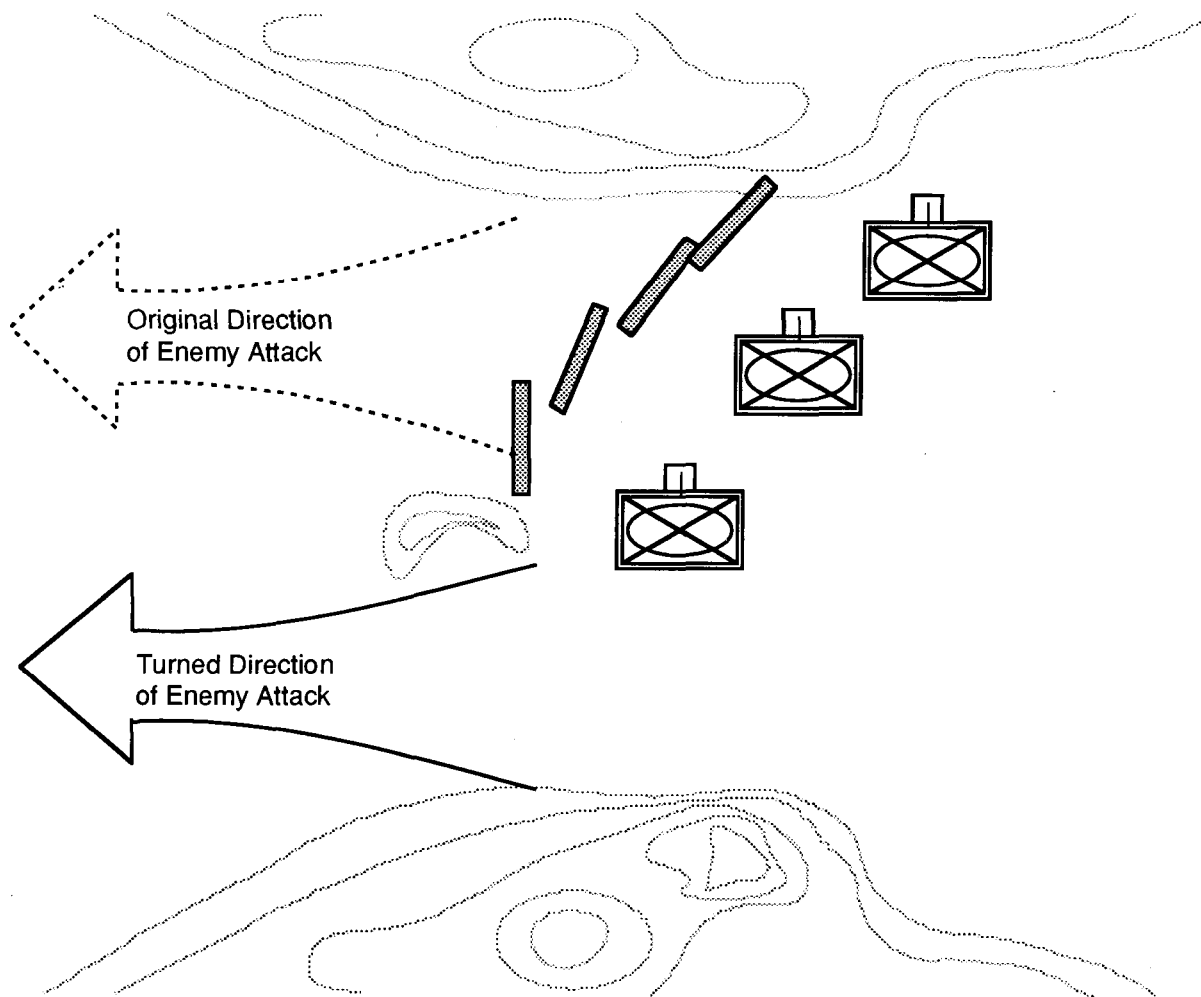 Original Direction
of Enemy Attack
Turned Direction
of Enemy Attack